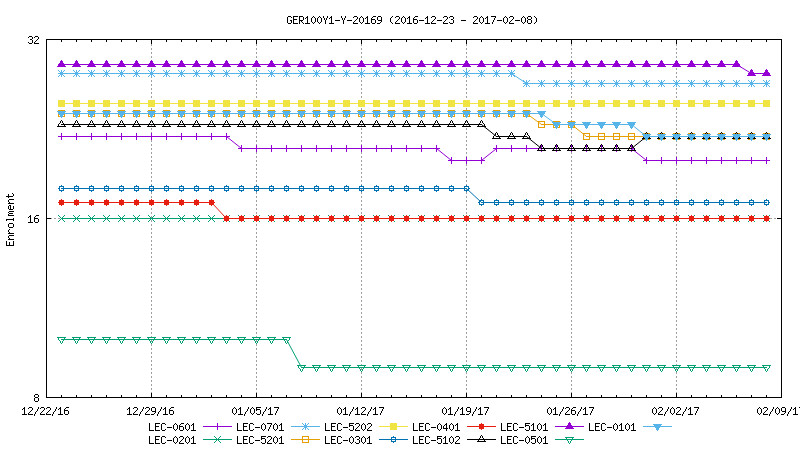 GER100Y1-Y-20169 (2016-12-23 - 2017-02-08)
32
Enrolment
16
8
12/22/16 12/29/16 01/05/17 01/12/17 01/19/17 01/26/17 02/02/17 02/09/17
LEC-0601 LEC-0701 LEC-5202 LEC-0401 LEC-5101 LEC-0101
LEC-0201 LEC-5201 LEC-0301 LEC-5102 LEC-0501